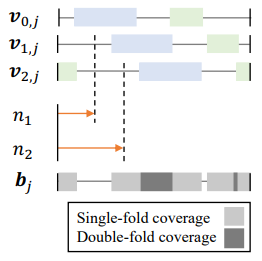 v0,j
v1,j
v2,j
n1
n2
bj
Single-fold coverage
Double-fold coverage